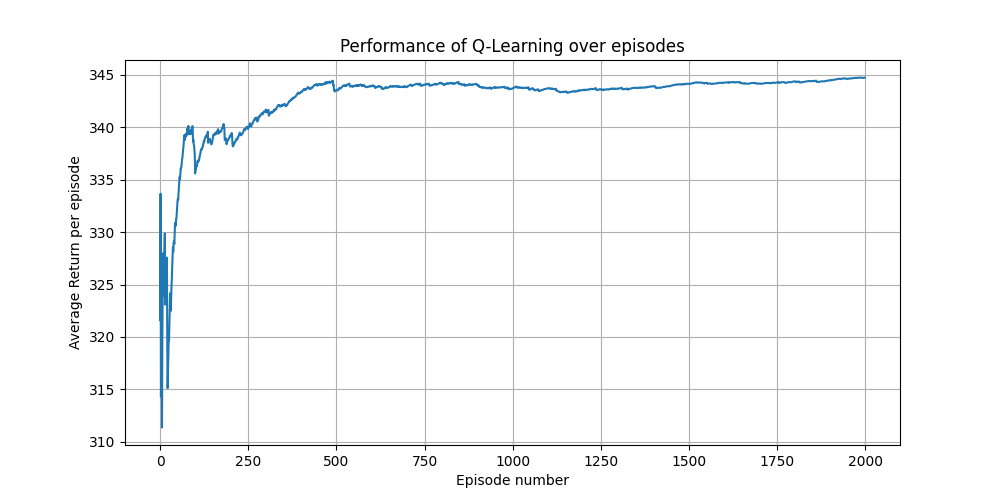 Performance of Q-Learning over episodes
Average Return per episode
345
340
335
330
325
320
315
310
0 250 500 750 1000 1250 1500 1750 2000
Episode number